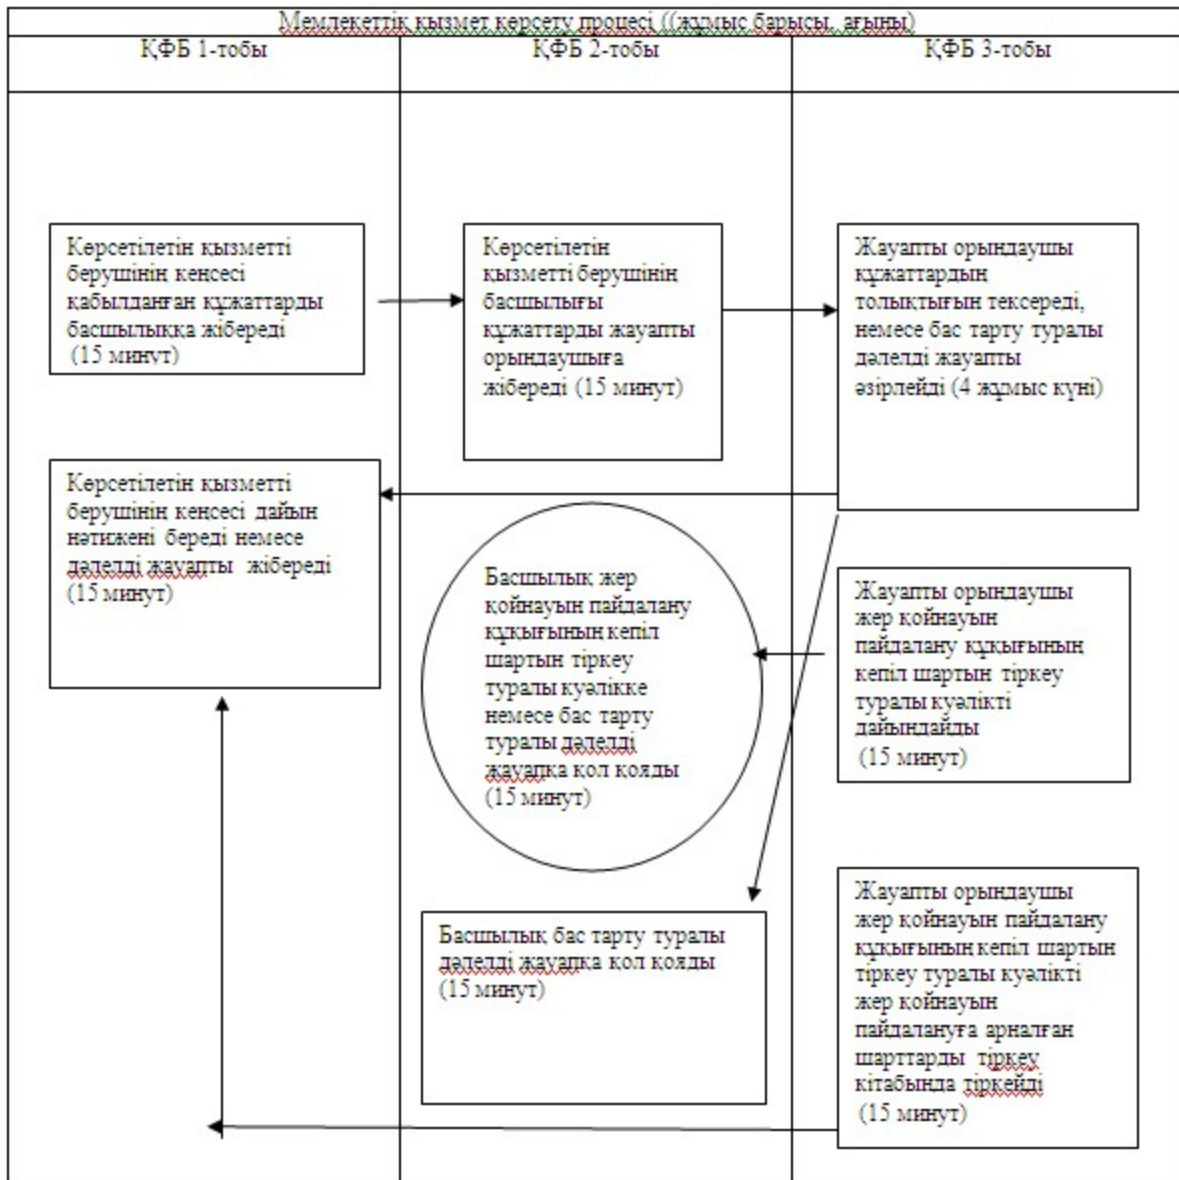 Мемлекеттік қызмет көрсету процесі ((жұмыс барысы, ағыны)
ҚФБ 1-тобы
ҚФБ 2-тобы
ҚФБ 3-тобы
Көрсетілетін қызметті
берушінің кеңсесі
қабылданған құжаттарды
басшылыққа жібереді
(15 минут)
Көрсетілетін
қызметті берушінің
басшылығы
құжаттарды жауапты
орындаушыға
жібереді (15 минут)
Жауапты орындаушы
құжаттардың
толықтығын тексереді,
немесе бас тарту туралы
дәлелді жауапты
әзірлейді (4 жұмыс күні)
Көрсетілетін қызметті
берушінің кеңсесі дайын
нәтижені береді немесе
дәлелді жауапты жібереді
(15 минут)
Басшылық жер
қойнауын пайдалану
құқығының кепіл
шартын тіркеу
туралы куәлікке
немесе бас тарту
туралы дәлелді
жауапқа қол қояды
(15 минут)
Жауапты орындаушы
жер қойнауын
пайдалану құқығының
кепіл шартын тіркеу
туралы куәлікті
дайындайды
(15 минут)
Басшылық бас тарту туралы
дәлелді жауапқа қол қояды
(15 минут)
Жауапты орындаушы
жер қойнауын пайдалану
құқығының кепіл шартын
тіркеу туралы куәлікті
жер қойнауын
пайдалануға арналған
шарттарды тіркеу
кітабында тіркейді
(15 минут)